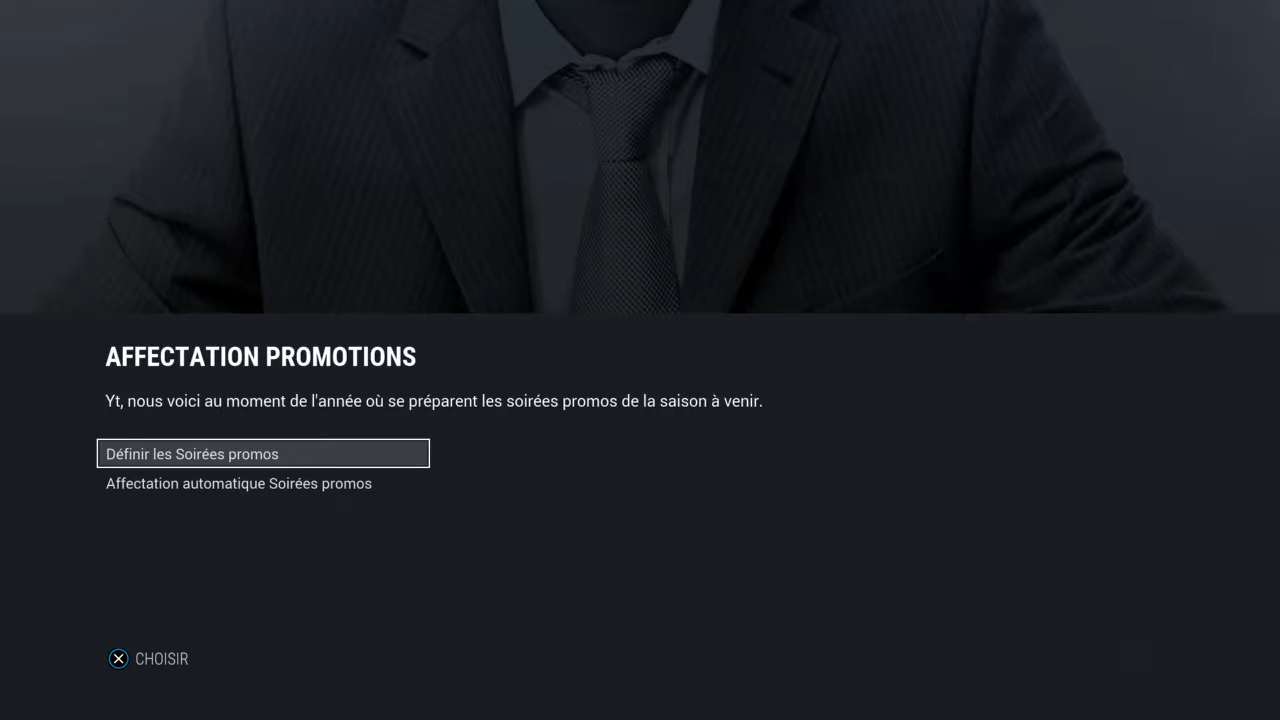 AFFECTATION PROMOTIONS
Yt, nous voici au moment de l'année où se préparent les soirées promos de la saison à venir.
Définir les Soirées promos
Affectation automatique Soirées promos
CHOISIR